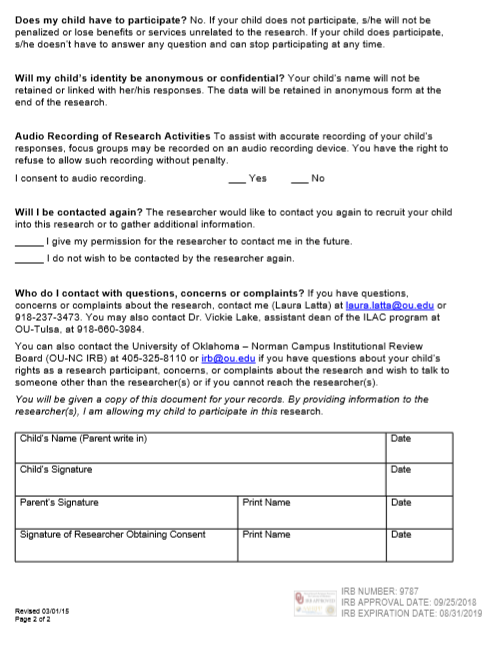 Does my child have to participate? No. If your child does not participate, s/he will not be
penalized or lose benefits or services unrelated to the research. If your child participates,
s/he doesn't have to answer any question and can stop participating at any time.
Will my child's identity be anonymous or confidential? Your child's name will not be
retained or linked with her/his responses. The data will be retained in anonymous form at the
end of the research.
Audio Recording of Research Activities To assist with accurate recording of your child's
responses, focus groups may be recorded on an audio recording device. You have the right to
refuse to allow such recording without penalty.
I consent to audio recording. ___ Yes ___ No
Will I be contacted again? The researcher would like to contact you again to recruit your child
into this research or to gather additional information.
_____ I give my permission for the researcher to contact me in the future.
_____ I do not wish to be contacted by the researcher again.
Who do I contact with questions, concerns or complaints? If you have questions,
concerns or complaints about the research, contact me (Laura Latta) at laura.latta@ou.edu or
918-237-3473. You may also contact Dr. Vickie Lake, assistant dean of the ILAC program at
OU-Tulsa, at 918-660-3984.
You can also contact the University of Oklahoma – Norman Campus Institutional Review
Board (OU-NC IRB) at 405-325-8110 or irb@ou.edu if you have questions about your child's
rights as a research participant, concerns, or complaints about the research and wish to talk to
someone other than the researcher(s) or if you cannot reach the researcher(s).
You will be given a copy of this document for your records. By providing information to the
researcher(s), I am allowing my child to participate in this research.
Child's Name (Parent write in) Date
Child's Signature Date
Parent's Signature Print Name Date
Signature of Researcher Obtaining Consent Print Name Date
Revised 03/01/15
Page 2 of 2
IRB NUMBER: 9787
IRB APPROVAL DATE: 09/25/2018
IRB EXPIRATION DATE: 08/31/2019